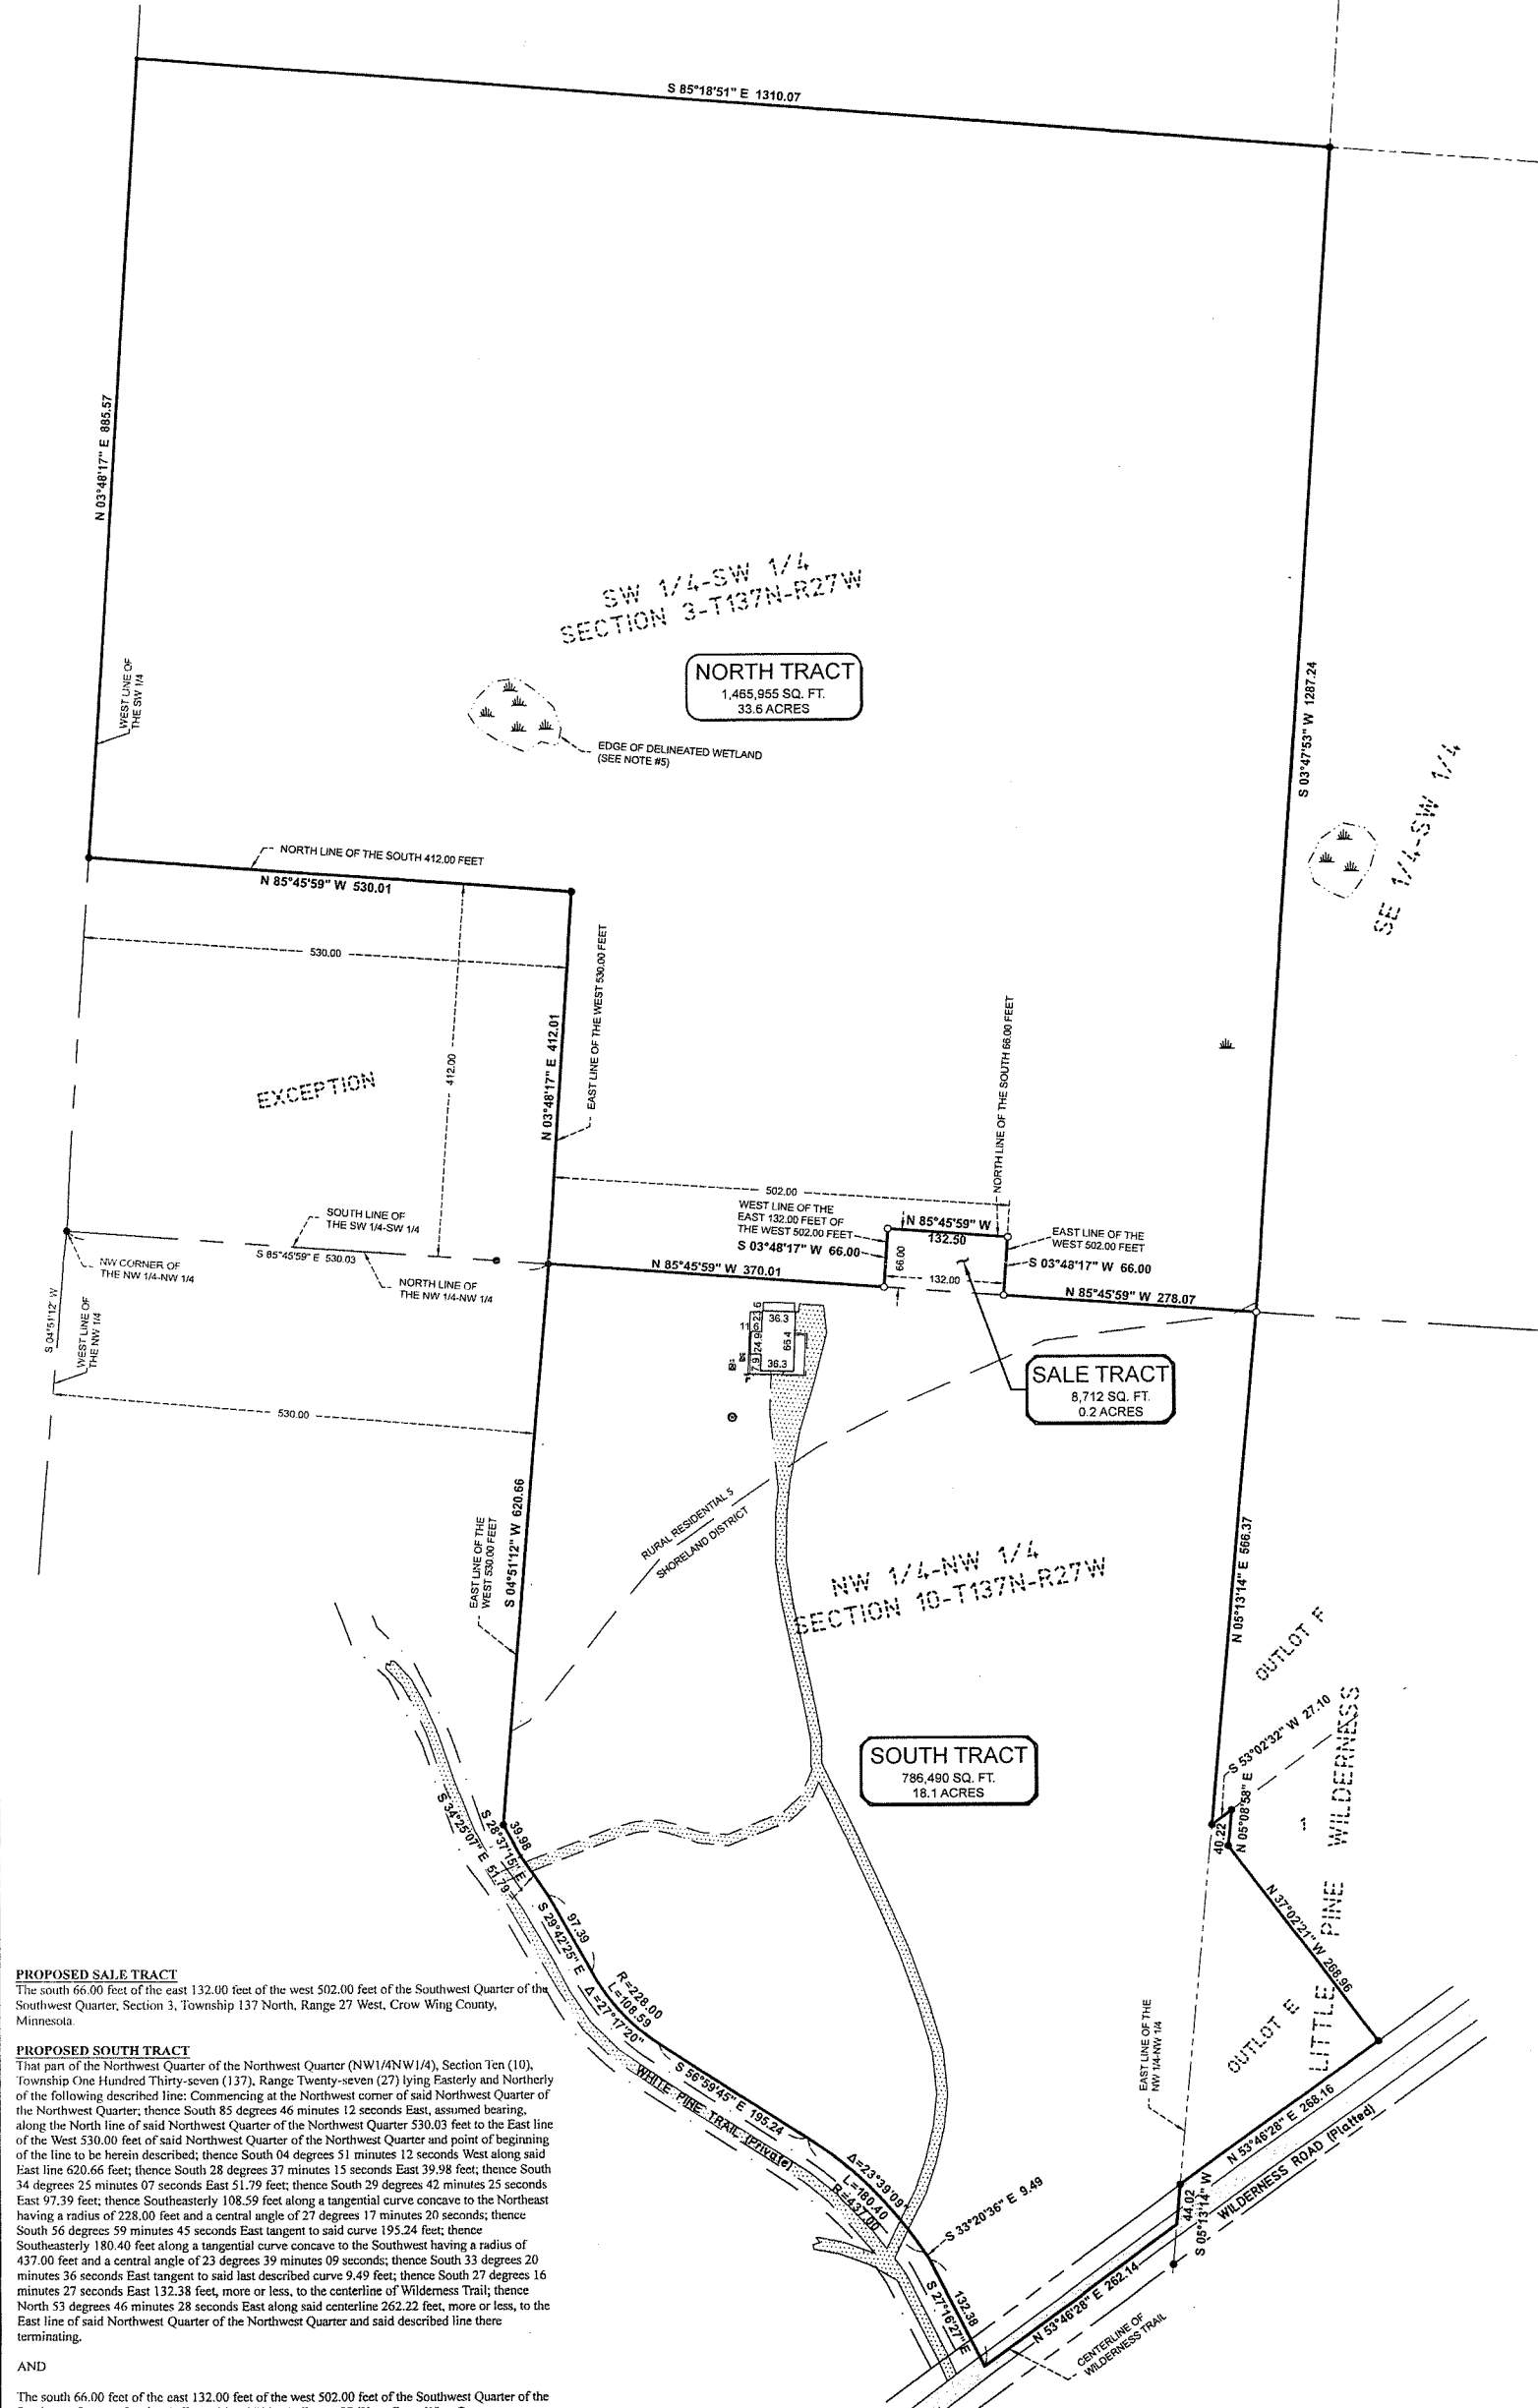 S 85°18'51" E 1310.07
N 03°48'17" E 885.57
SW 1/4-SW 1/4
SECTION 3-T137N-R27W
NORTH TRACT
1,465,955 SQ. FT.
33.6 ACRES
WEST LINE OF
THE SW 1/4
EDGE OF DELINEATED WETLAND
(SEE NOTE #5)
S 03°47'53" W 1287.24
SE 1/4-SW 1/4
NORTH LINE OF THE SOUTH 412.00 FEET
N 85°45'59" W 530.01
530.00
412.00
N 03°48'17" E 412.01
EAST LINE OF THE WEST 530.00 FEET
EXCEPTION
NORTH LINE OF THE SOUTH 66.00 FEET
502.00
SOUTH LINE OF
THE SW 1/4-SW 1/4
S 85°45'59" E 530.03
NW CORNER OF
THE NW 1/4-NW 1/4
NORTH LINE OF
THE NW 1/4-NW 1/4
WEST LINE OF THE
EAST 132.00 FEET OF
THE WEST 502.00 FEET
S 03°48'17" W 66.00
N 85°45'59" W
132.50
66.00
132.00
EAST LINE OF THE
WEST 502.00 FEET
S 03°48'17" W 66.00
N 85°45'59" W 370.01
N 85°45'59" W 278.07
S 04°51'12" W
WEST LINE OF
THE NW 1/4
530.00
36.3
66.4
24.9
36.3
SALE TRACT
8,712 SQ. FT.
0.2 ACRES
RURAL RESIDENTIAL 5
SHORELAND DISTRICT
EAST LINE OF THE
WEST 530.00 FEET
S 04°51'12" W 620.66
NW 1/4-NW 1/4
SECTION 10-T137N-R27W
N 05°13'14" E 566.37
OUTLOT F
SOUTH TRACT
786,490 SQ. FT.
18.1 ACRES
S 53°02'32" W 27.10
40.22
N 05°08'58" E
1
LITTLE PINE WILDERNESS
N 37°02'21" W 268.96
OUTLOT E
39.98
S 28°37'15" E
S 34°25'07" E 51.79
97.39
S 29°42'25" E
R=228.00
L=108.59
Δ=27°17'20"
S 56°59'45" E 195.24
WHITE PINE TRAIL (Private)
Δ=23°39'09"
L=180.40
R=437.00
S 33°20'36" E 9.49
132.38
S 27°16'27" E
EAST LINE OF THE
NW 1/4-NW 1/4
N 53°46'28" E 268.16
WILDERNESS ROAD (Platted)
44.02
S 05°13'14" W
N 53°46'28" E 262.14
CENTERLINE OF
WILDERNESS TRAIL
PROPOSED SALE TRACT
The south 66.00 feet of the east 132.00 feet of the west 502.00 feet of the Southwest Quarter of the
Southwest Quarter, Section 3, Township 137 North, Range 27 West, Crow Wing County,
Minnesota.
PROPOSED SOUTH TRACT
That part of the Northwest Quarter of the Northwest Quarter (NW1/4NW1/4), Section Ten (10),
Township One Hundred Thirty-seven (137), Range Twenty-seven (27) lying Easterly and Northerly
of the following described line: Commencing at the Northwest corner of said Northwest Quarter of
the Northwest Quarter; thence South 85 degrees 46 minutes 12 seconds East, assumed bearing,
along the North line of said Northwest Quarter of the Northwest Quarter 530.03 feet to the East line
of the West 530.00 feet of said Northwest Quarter of the Northwest Quarter and point of beginning
of the line to be herein described; thence South 04 degrees 51 minutes 12 seconds West along said
East line 620.66 feet; thence South 28 degrees 37 minutes 15 seconds East 39.98 feet; thence South
34 degrees 25 minutes 07 seconds East 51.79 feet; thence South 29 degrees 42 minutes 25 seconds
East 97.39 feet; thence Southeasterly 108.59 feet along a tangential curve concave to the Northeast
having a radius of 228.00 feet and a central angle of 27 degrees 17 minutes 20 seconds; thence
South 56 degrees 59 minutes 45 seconds East tangent to said curve 195.24 feet; thence
Southeasterly 180.40 feet along a tangential curve concave to the Southwest having a radius of
437.00 feet and a central angle of 23 degrees 39 minutes 09 seconds; thence South 33 degrees 20
minutes 36 seconds East tangent to said last described curve 9.49 feet; thence South 27 degrees 16
minutes 27 seconds East 132.38 feet, more or less, to the centerline of Wilderness Trail; thence
North 53 degrees 46 minutes 28 seconds East along said centerline 262.22 feet, more or less, to the
East line of said Northwest Quarter of the Northwest Quarter and said described line there
terminating.
AND
The south 66.00 feet of the east 132.00 feet of the west 502.00 feet of the Southwest Quarter of the